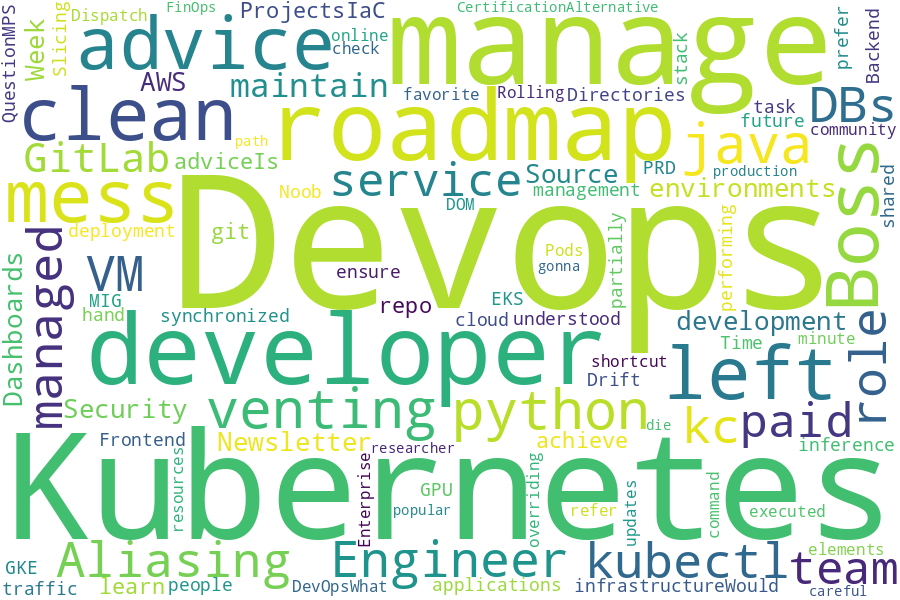 FinOps
CertificationAlternative
Dispatch
ProjectsIaC
QuestionMPS
Week
Slicing
advice
online
check
manage
stack
prefer
Backend
AWS
maintain
favorite
Rolling
Directories
task
DBs
clean
roadmap
future
community
path
java
GitLab
adviceIs
service
Source
PRD
production
management
environments
mess
Noob
DOM
shared
Boss
deployment
git
Devops
Pods
gonna
partially
performing
managed
VM
ensure
Dashboards
MIG
hand
synchronized
repo
EKS
cloud
understood
development
Time
minute
role
developer
shortcut
Drift
left
Security
venting
python
kc
paid
die
Frontend
Newsletter
researcher
achieve
inference
Kubernetes
resources
Enterprise
GPU
popular
overriding
refer
updates
command
executed
GKE
Aliasing
Engineer
kubectl
elements
team
traffic
learn
people
DevOpsWhat
applications
infrastructureWould
careful